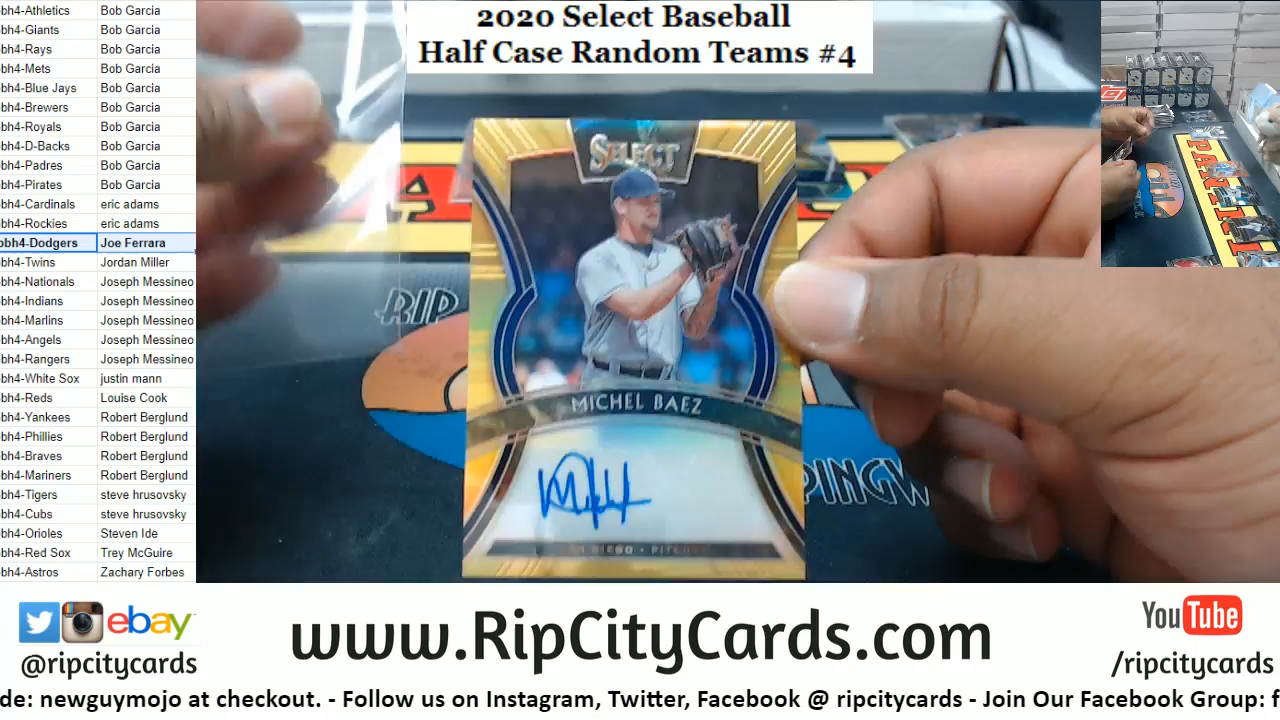 2020 Select Baseball
Half Case Random Teams #4
bh4-Athletics Bob Garcia
bh4-Giants Bob Garcia
bh4-Rays Bob Garcia
bh4-Mets Bob Garcia
bh4-Blue Jays Bob Garcia
bh4-Brewers Bob Garcia
bh4-Royals Bob Garcia
bh4-D-Backs Bob Garcia
bh4-Padres Bob Garcia
bh4-Pirates Bob Garcia
bh4-Cardinals eric adams
bh4-Rockies eric adams
obh4-Dodgers Joe Ferrara
bh4-Twins Jordan Miller
bh4-Nationals Joseph Messineo
bh4-Indians Joseph Messineo
bh4-Marlins Joseph Messineo
bh4-Angels Joseph Messineo
bh4-Rangers Joseph Messineo
bh4-White Sox justin mann
bh4-Reds Louise Cook
bh4-Yankees Robert Berglund
bh4-Phillies Robert Berglund
bh4-Braves Robert Berglund
bh4-Mariners Robert Berglund
bh4-Tigers steve hrusovsky
bh4-Cubs steve hrusovsky
bh4-Orioles Steven Ide
bh4-Red Sox Trey McGuire
bh4-Astros Zachary Forbes
SELECT
MICHEL BAEZ
DIEGO • PITCHER
RIP
PINGW
PANINI
ebay
@ripcitycards
www.RipCityCards.com
YouTube
/ripcitycards
de: newguymojo at checkout. - Follow us on Instagram, Twitter, Facebook @ ripcitycards - Join Our Facebook Group: f